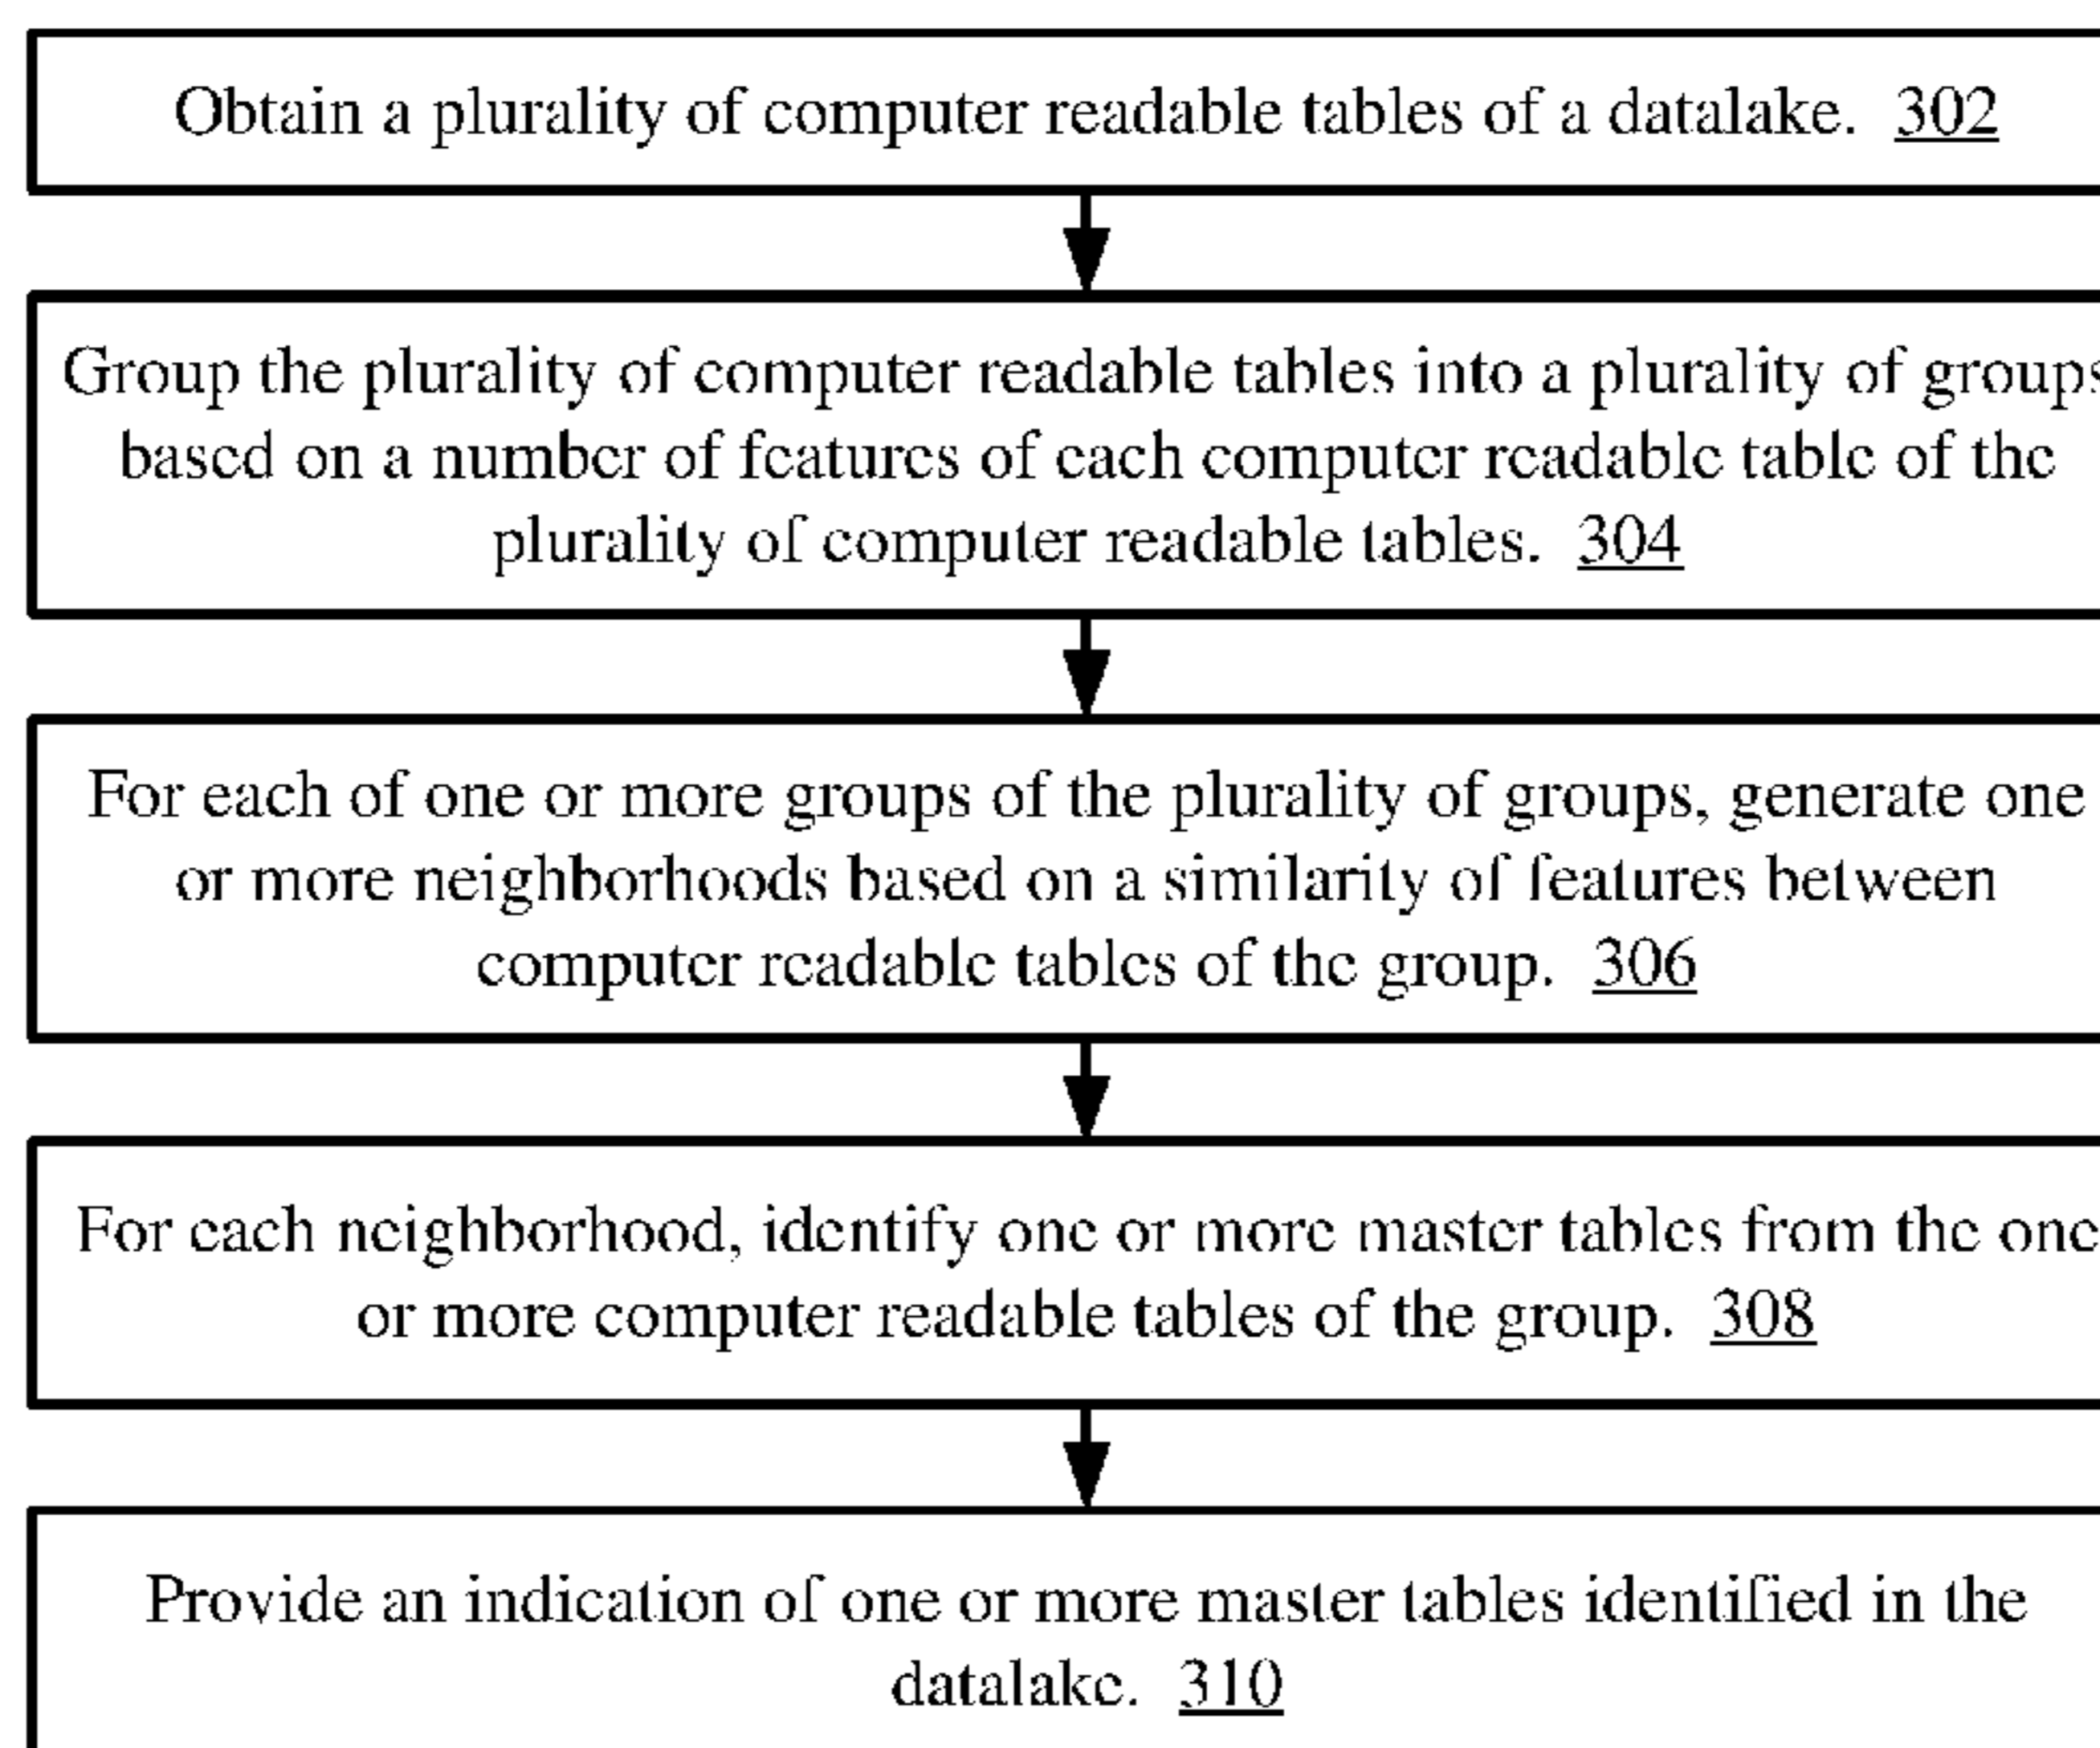 Obtain a plurality of computer readable tables of a datalake. 302
Group the plurality of computer readable tables into a plurality of groups
based on a number of features of each computer readable table of the
plurality of computer readable tables. 304
For each of one or more groups of the plurality of groups, generate one
or more neighborhoods based on a similarity of features between
computer readable tables of the group. 306
For each neighborhood, identify one or more master tables from the one
or more computer readable tables of the group. 308
Provide an indication of one or more master tables identified in the
datalake. 310